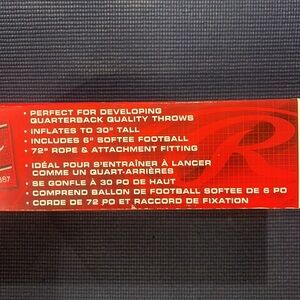 • PERFECT FOR DEVELOPING
QUARTERBACK QUALITY THROWS
• INFLATES TO 30" TALL
• INCLUDES 6" SOFTEE FOOTBALL
• 72" ROPE & ATTACHMENT FITTING
• IDÉAL POUR S'ENTRAÎNER À LANCER
COMME UN QUART-ARRIÈRES
• SE GONFLE À 30 PO DE HAUT
• COMPREND BALLON DE FOOTBALL SOFTEE DE 6 PO
• CORDE DE 72 PO ET RACCORD DE FIXATION
R
887